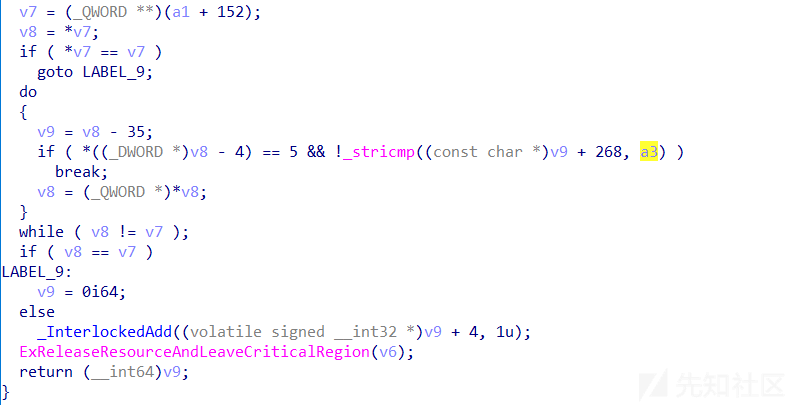 v7 = (_QWORD **)(a1 + 152);
v8 = *v7;
if ( *v7 == v7 )
goto LABEL_9;
do
{
v9 = v8 - 35;
if ( *((_DWORD *)v8 - 4) == 5 && !_stricmp((const char *)v9 + 268, a3) )
break;
v8 = (_QWORD *)*v8;
}
while ( v8 != v7 );
if ( v8 == v7 )
LABEL_9:
v9 = 0i64;
else
_InterlockedAdd((volatile signed __int32 *)v9 + 4, 1u);
ExReleaseResourceAndLeaveCriticalRegion(v6);
return (__int64)v9;
}
先知社区